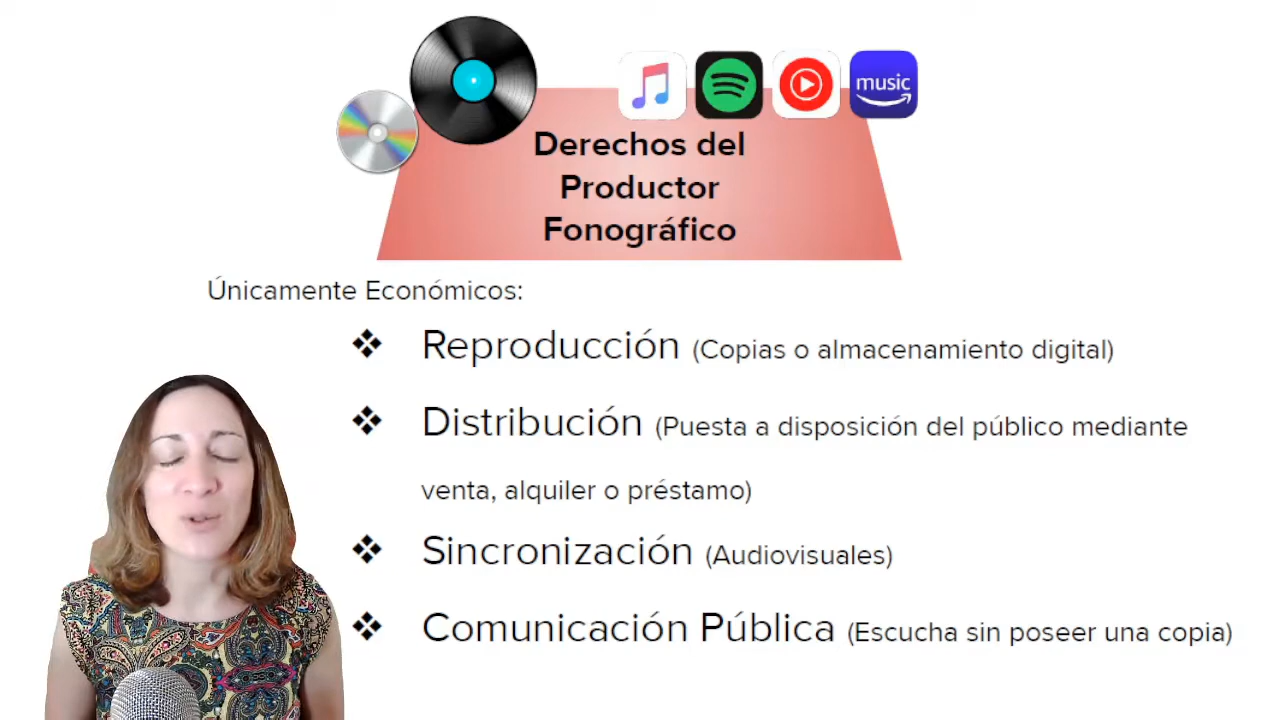 music
Derechos del
Productor
Fonográfico
Únicamente Económicos:
❖ Reproducción (Copias o almacenamiento digital)
❖ Distribución (Puesta a disposición del público mediante
venta, alquiler o préstamo)
❖ Sincronización (Audiovisuales)
❖ Comunicación Pública (Escucha sin poseer una copia)